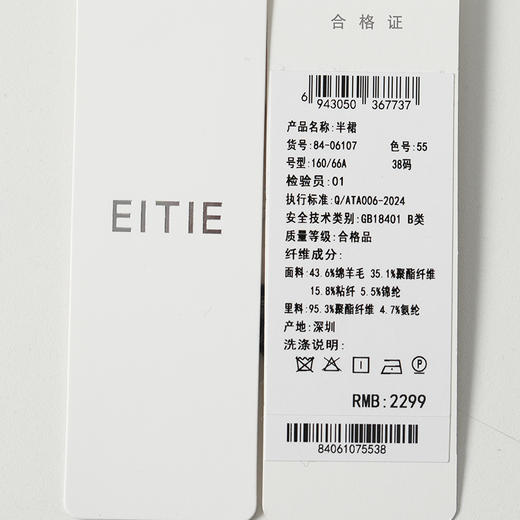 EITIE
合格证
6 943050 367737
产品名称:半裙
货号:84-06107 色号:55
号型:160/66A 38码
检验员:01
执行标准:Q/ATA006-2024
安全技术类别:GB18401 B类
质量等级:合格品
纤维成分:
面料:43.6%绵羊毛 35.1%聚酯纤维
15.8%粘纤 5.5%锦纶
里料:95.3%聚酯纤维 4.7%氨纶
产地:深圳
洗涤说明:
RMB:2299
84061075538